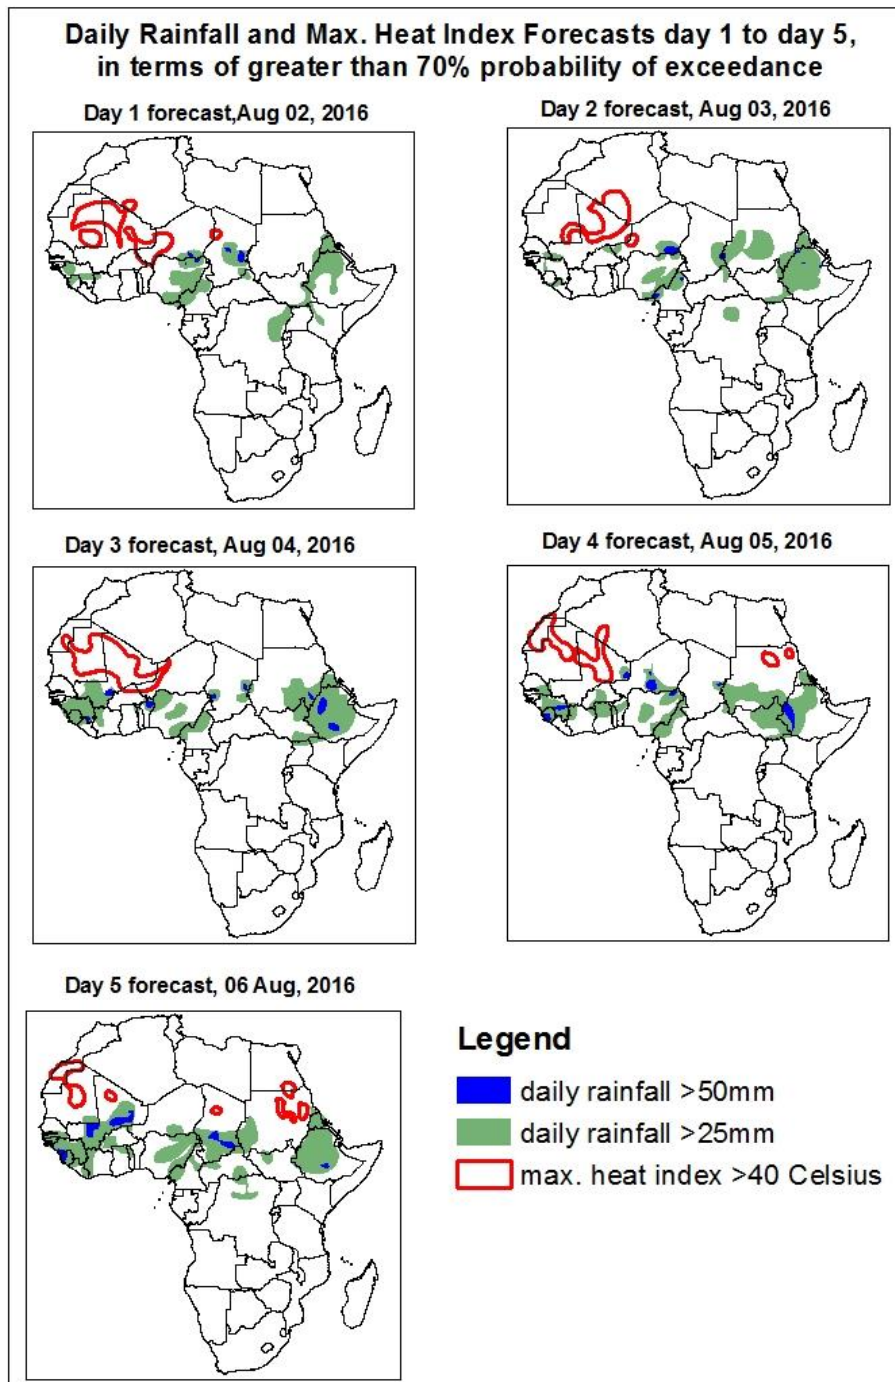 Daily Rainfall and Max. Heat Index Forecasts day 1 to day 5,
in terms of greater than 70% probability of exceedance
Day 1 forecast,Aug 02, 2016
Day 2 forecast, Aug 03, 2016
Day 3 forecast, Aug 04, 2016
Day 4 forecast, Aug 05, 2016
Day 5 forecast, 06 Aug, 2016
Legend
daily rainfall >50mm
daily rainfall >25mm
max. heat index >40 Celsius